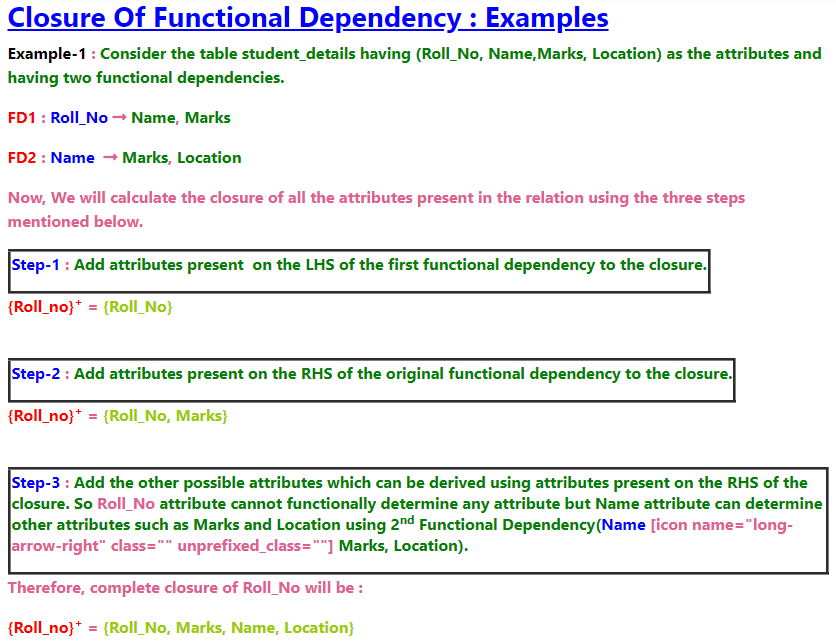 Closure Of Functional Dependency : Examples
Example-1 : Consider the table student_details having (Roll_No, Name,Marks, Location) as the attributes and
having two functional dependencies.
FD1 : Roll_No → Name, Marks
FD2 : Name → Marks, Location
Now, We will calculate the closure of all the attributes present in the relation using the three steps
mentioned below.
Step-1 : Add attributes present on the LHS of the first functional dependency to the closure.
{Roll_no}⁺ = {Roll_No}
Step-2 : Add attributes present on the RHS of the original functional dependency to the closure.
{Roll_no}⁺ = {Roll_No, Marks}
Step-3 : Add the other possible attributes which can be derived using attributes present on the RHS of the
closure. So Roll_No attribute cannot functionally determine any attribute but Name attribute can determine
other attributes such as Marks and Location using 2ⁿᵈ Functional Dependency(Name [icon name="long-
arrow-right" class="" unprefixed_class=""] Marks, Location).
Therefore, complete closure of Roll_No will be :
{Roll_no}⁺ = {Roll_No, Marks, Name, Location}